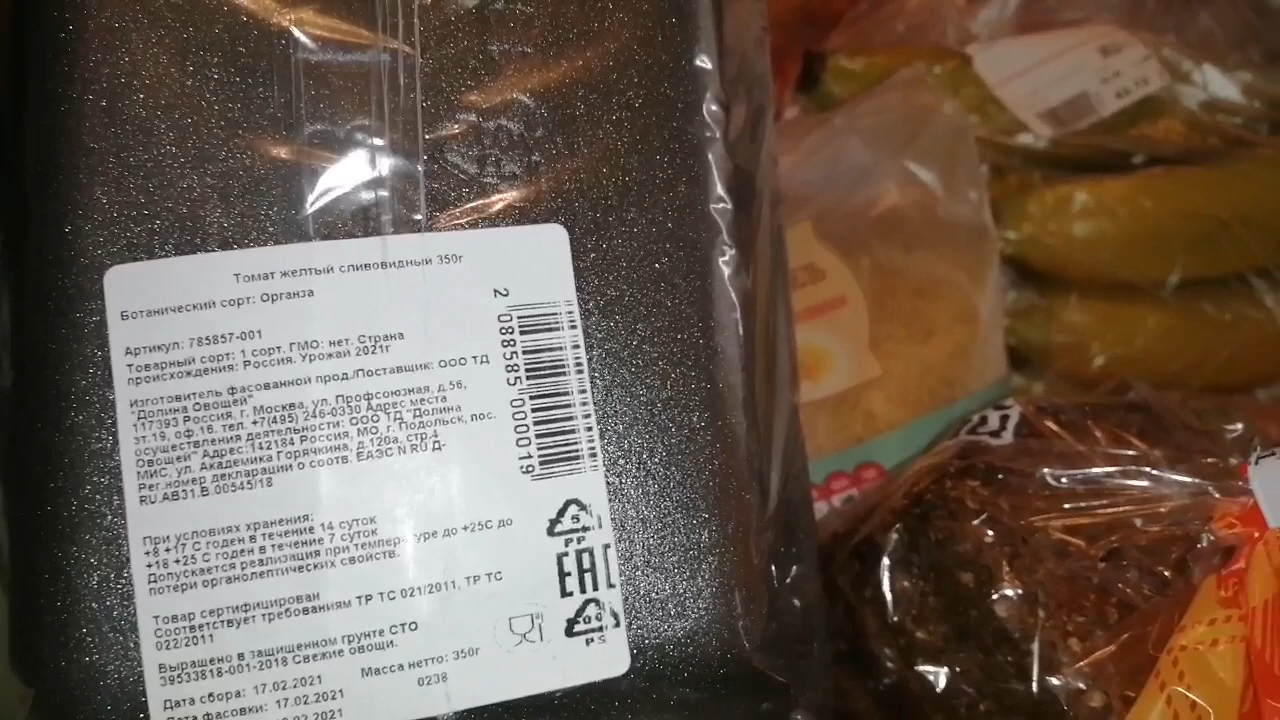 Томат желтый сливовидный 350г
Ботанический сорт: Органза
Артикул: 785857-001
Товарный сорт: 1 сорт. ГМО: нет. Страна
происхождения: Россия. Урожай 2021г
Изготовитель фасованной прод./Поставщик: ООО ТД
"Долина Овощей"
117393 Россия, г. Москва, ул. Профсоюзная, д.56,
эт.19, оф.16. тел. +7(495) 246-0330 Адрес места
осуществления деятельности: ООО ТД "Долина
Овощей" Адрес:142184 Россия, МО, г. Подольск, пос.
МИС, ул. Академика Горячкина, д.120а, стр.4
Рег.номер декларации о соотв. ЕАЭС N RU Д-
RU.АВ31.В.00545/18
При условиях хранения:
+8 +17 С годен в течение 14 суток
+18 +25 С годен в течение 7 суток
Допускается реализация при температуре до +25С до
потери органолептических свойств.
Товар сертифицирован
Соответствует требованиям ТР ТС 021/2011, ТР ТС
022/2011
Выращено в защищенном грунте СТО
39533818-001-2018 Свежие овощи.
Дата сбора: 17.02.2021
Масса нетто: 350г
Дата фасовки: 17.02.2021
0238
.02.2021
2 088585 000019
5
PP
EAC
PS